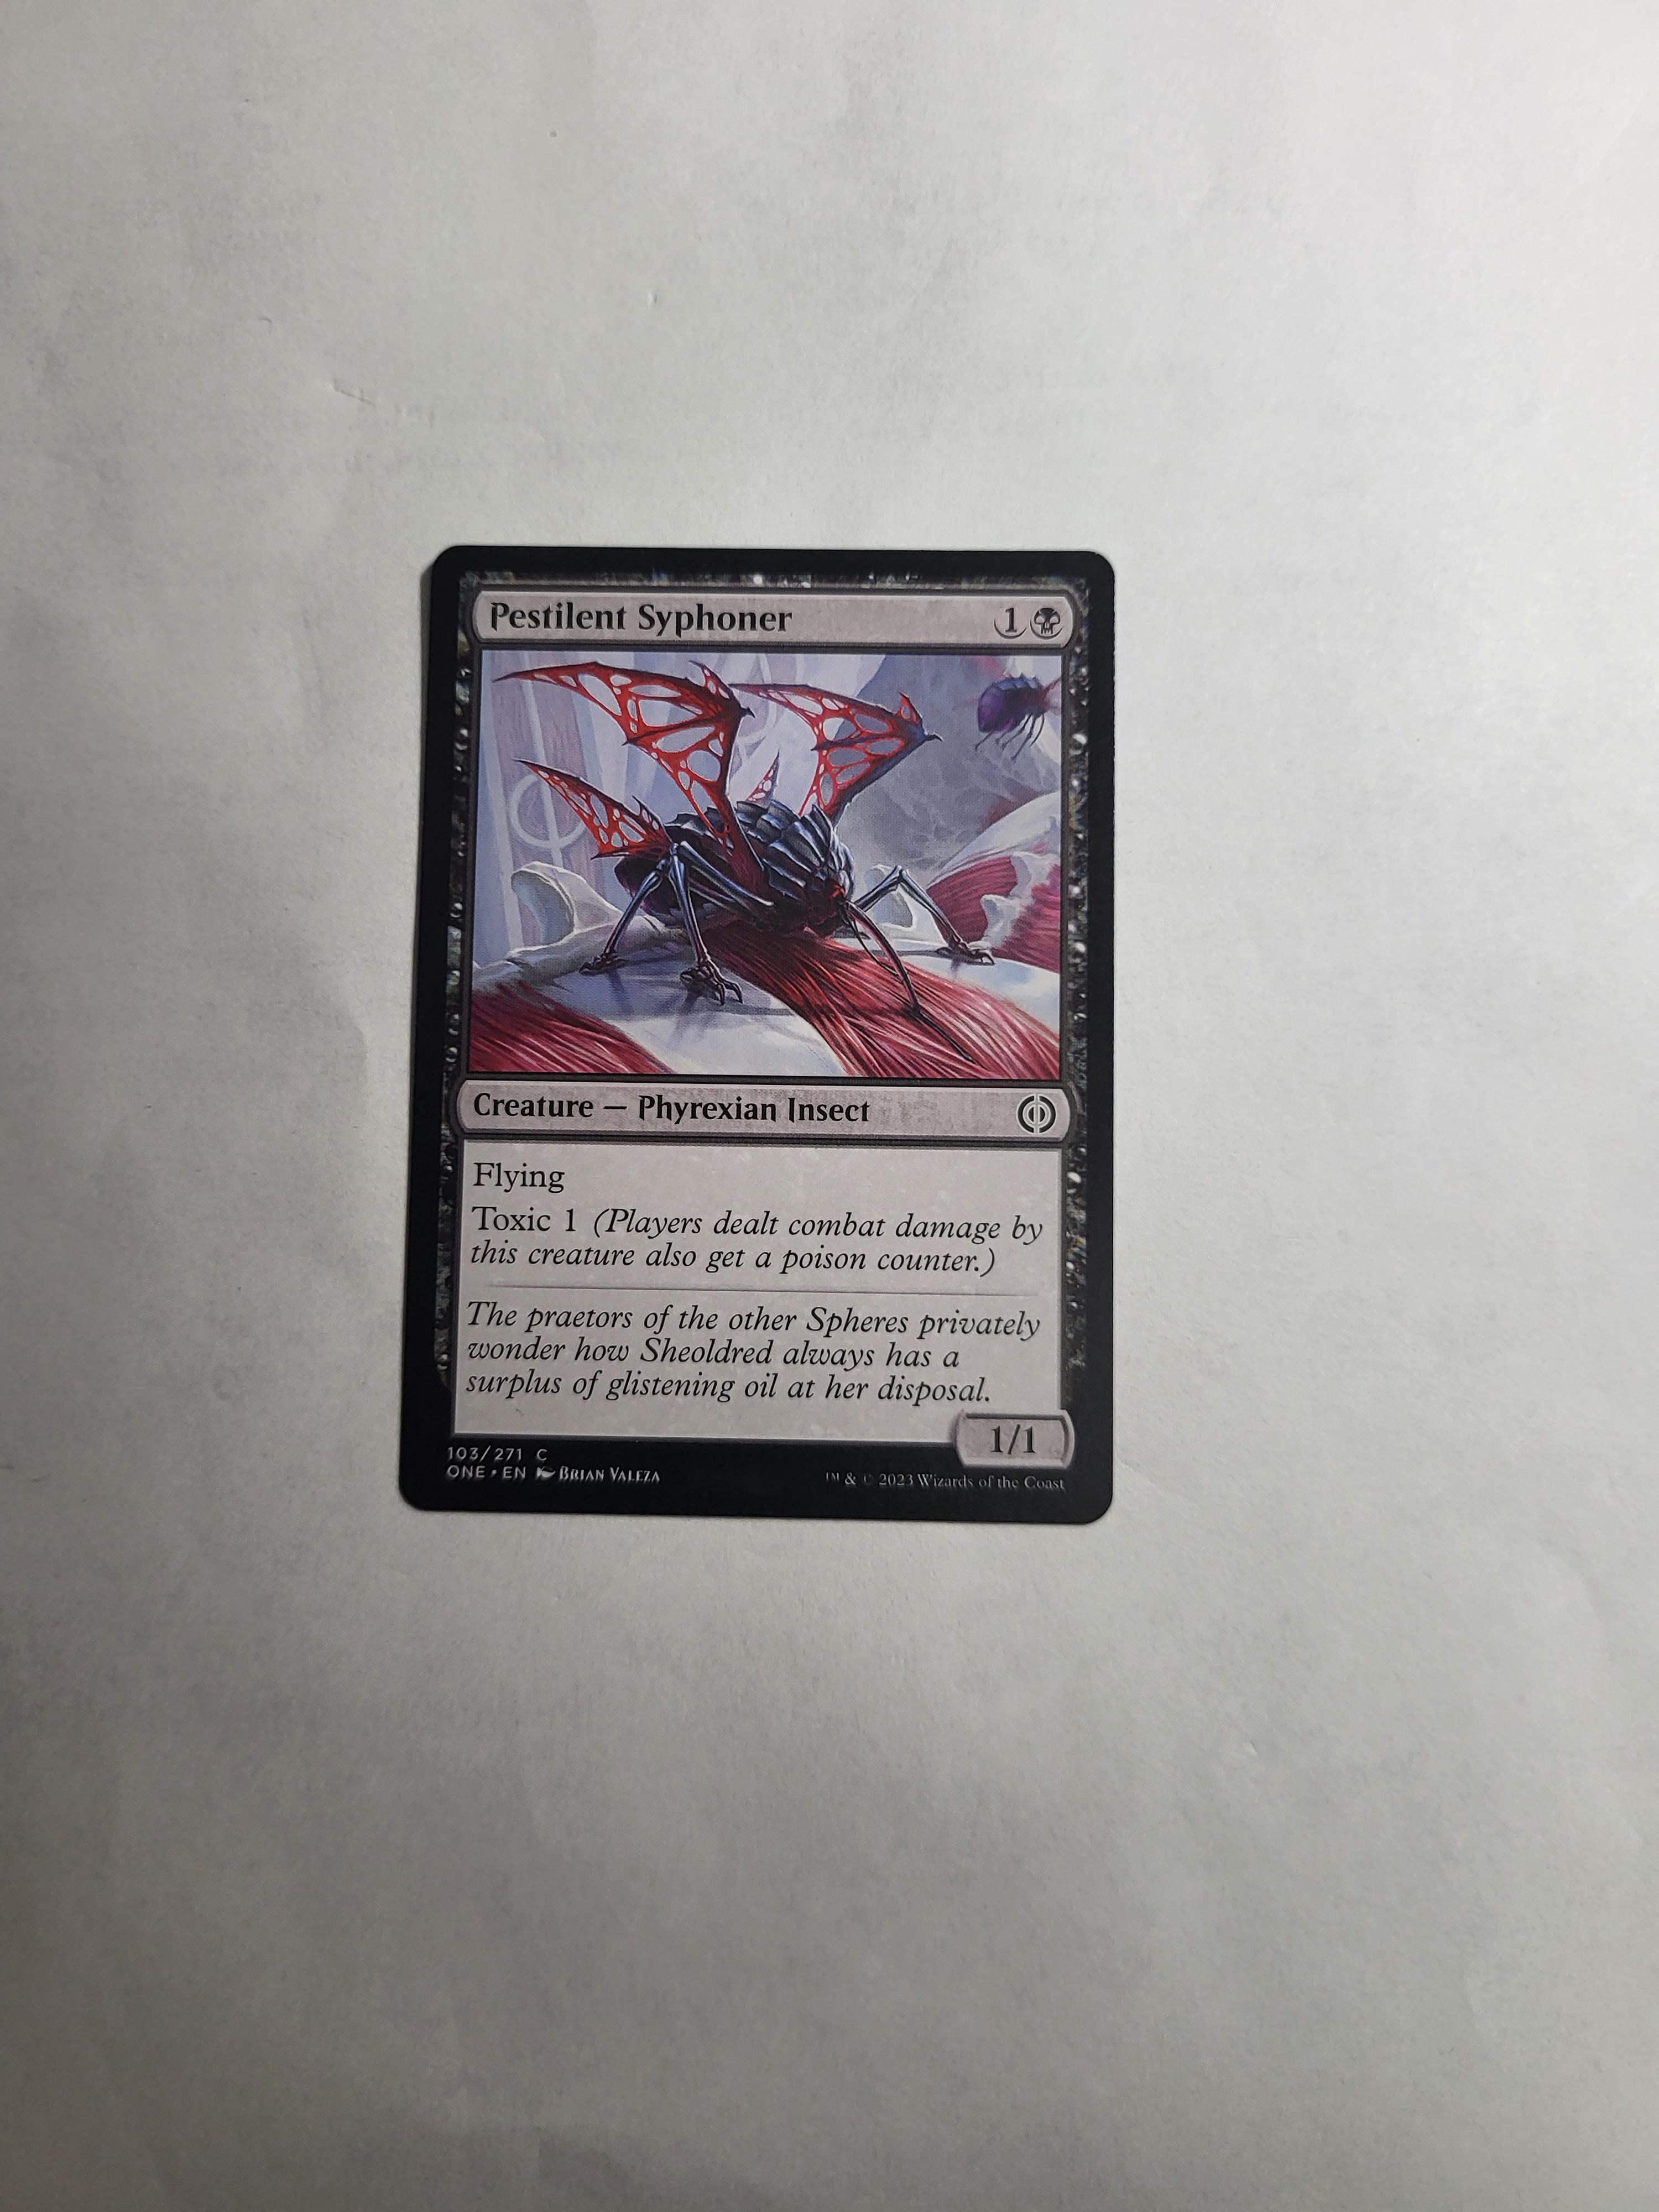 Pestilent Syphoner 1
Creature — Phyrexian Insect
Flying
Toxic 1 (Players dealt combat damage by
this creature also get a poison counter.)
The praetors of the other Spheres privately
wonder how Sheoldred always has a
surplus of glistening oil at her disposal.
1/1
103/271 C
ONE • EN BRIAN VALEZA
™ & © 2023 Wizards of the Coast